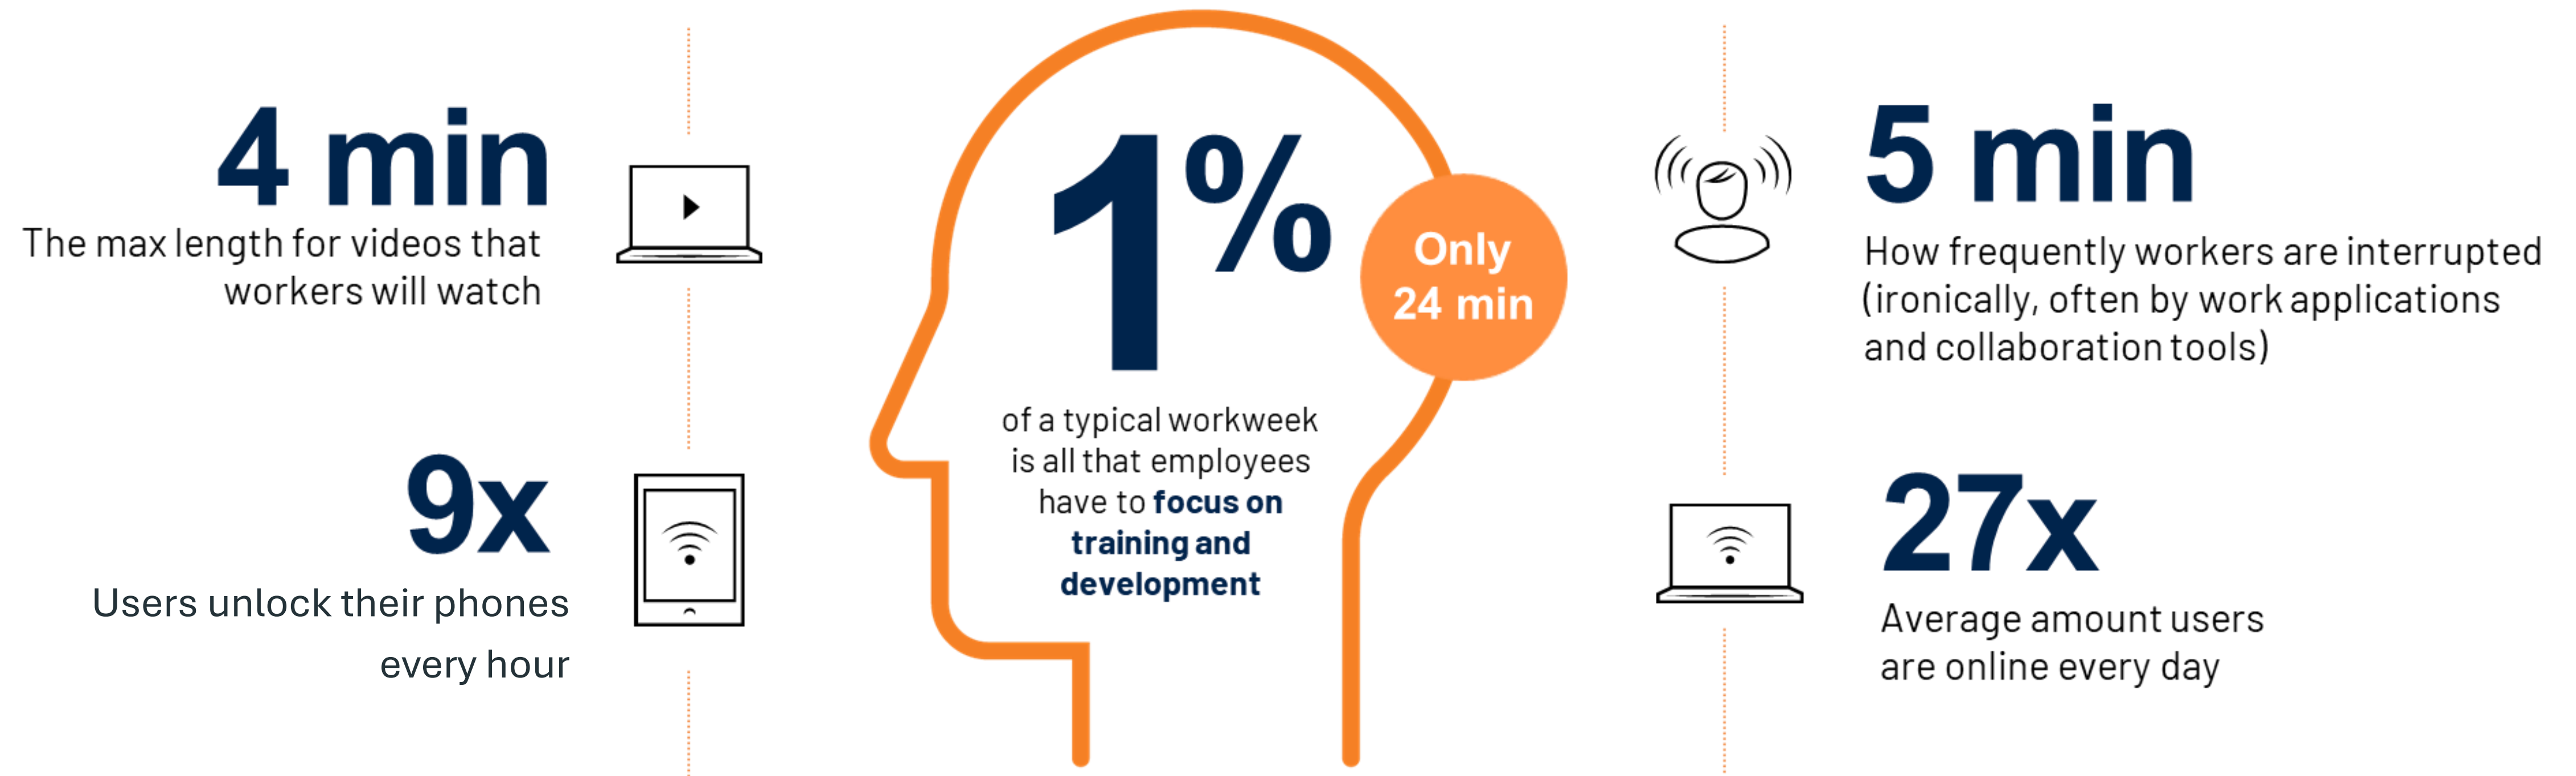 4 min
The max length for videos that
workers will watch
9x
Users unlock their phones
every hour
1%
Only
24 min
of a typical workweek
is all that employees
have to focus on
training and
development
5 min
How frequently workers are interrupted
(ironically, often by work applications
and collaboration tools)
27x
Average amount users
are online every day